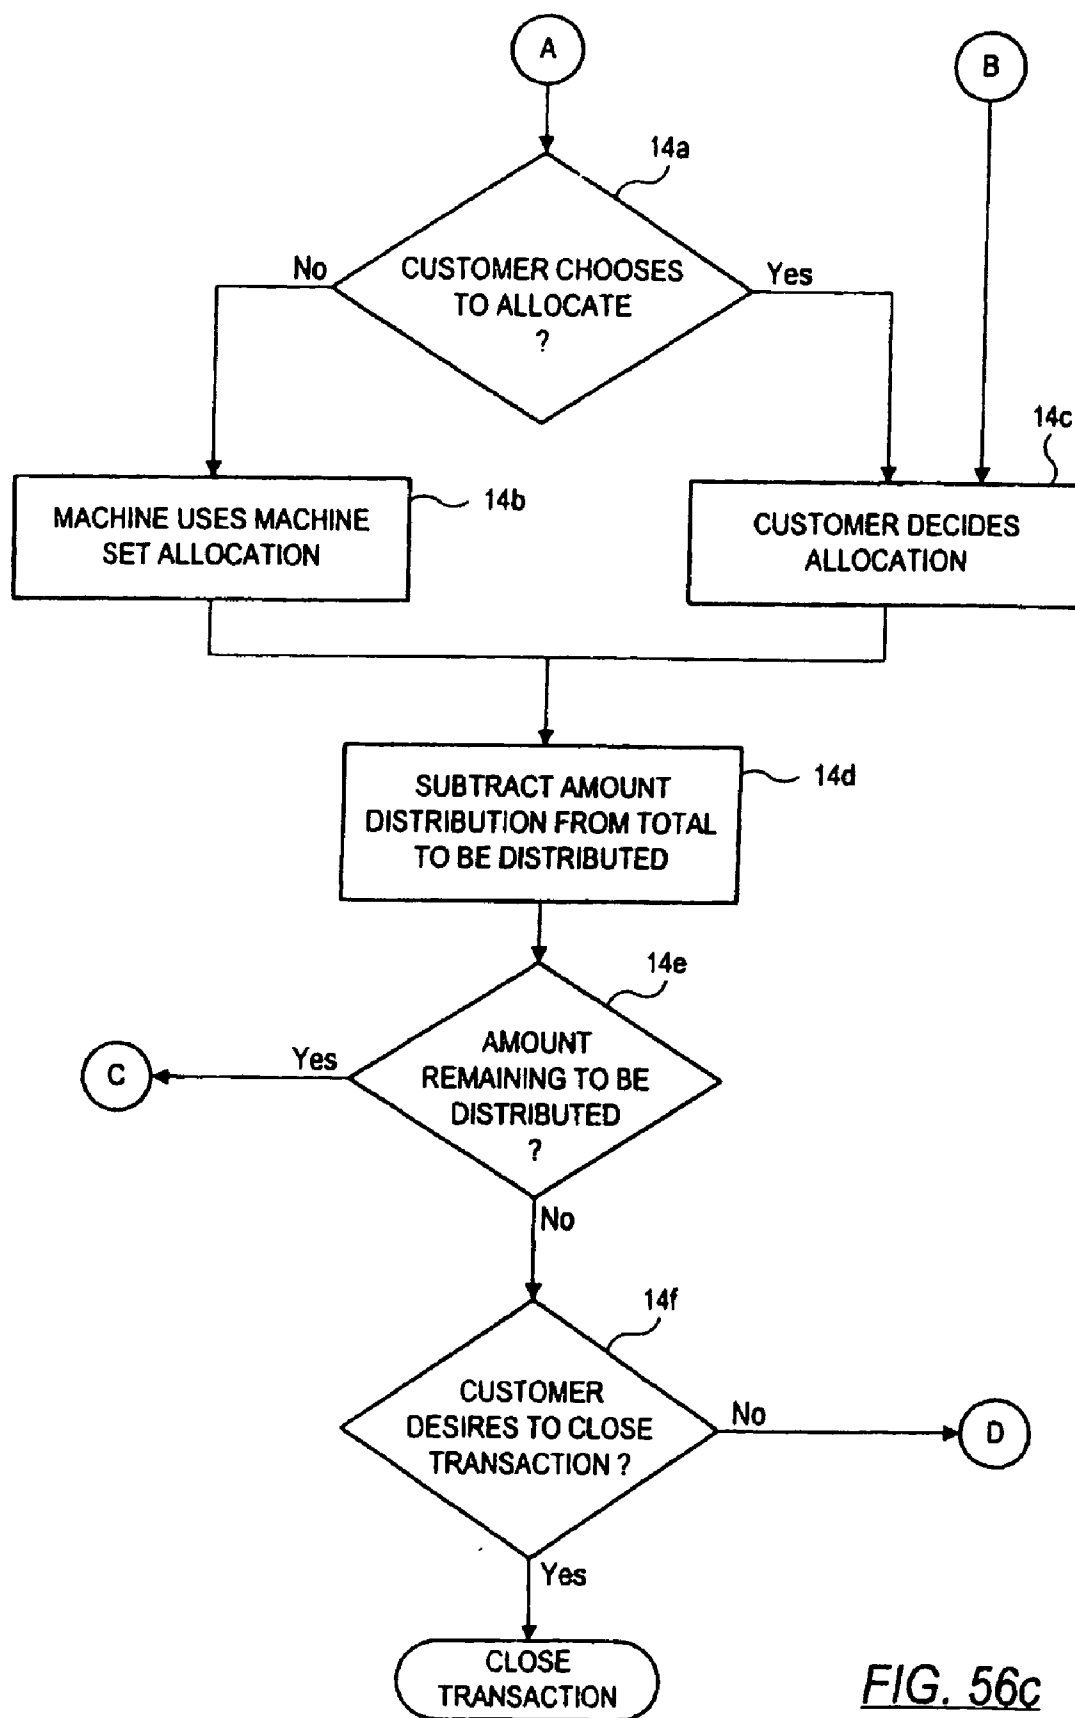 A
B
14a
No
CUSTOMER CHOOSES
TO ALLOCATE
?
Yes
14c
MACHINE USES MACHINE
SET ALLOCATION
14b
CUSTOMER DECIDES
ALLOCATION
SUBTRACT AMOUNT
DISTRIBUTION FROM TOTAL
TO BE DISTRIBUTED
14d
14e
C
Yes
AMOUNT
REMAINING TO BE
DISTRIBUTED
?
No
14f
CUSTOMER
DESIRES TO CLOSE
TRANSACTION ?
No
D
Yes
CLOSE
TRANSACTION
FIG. 56c